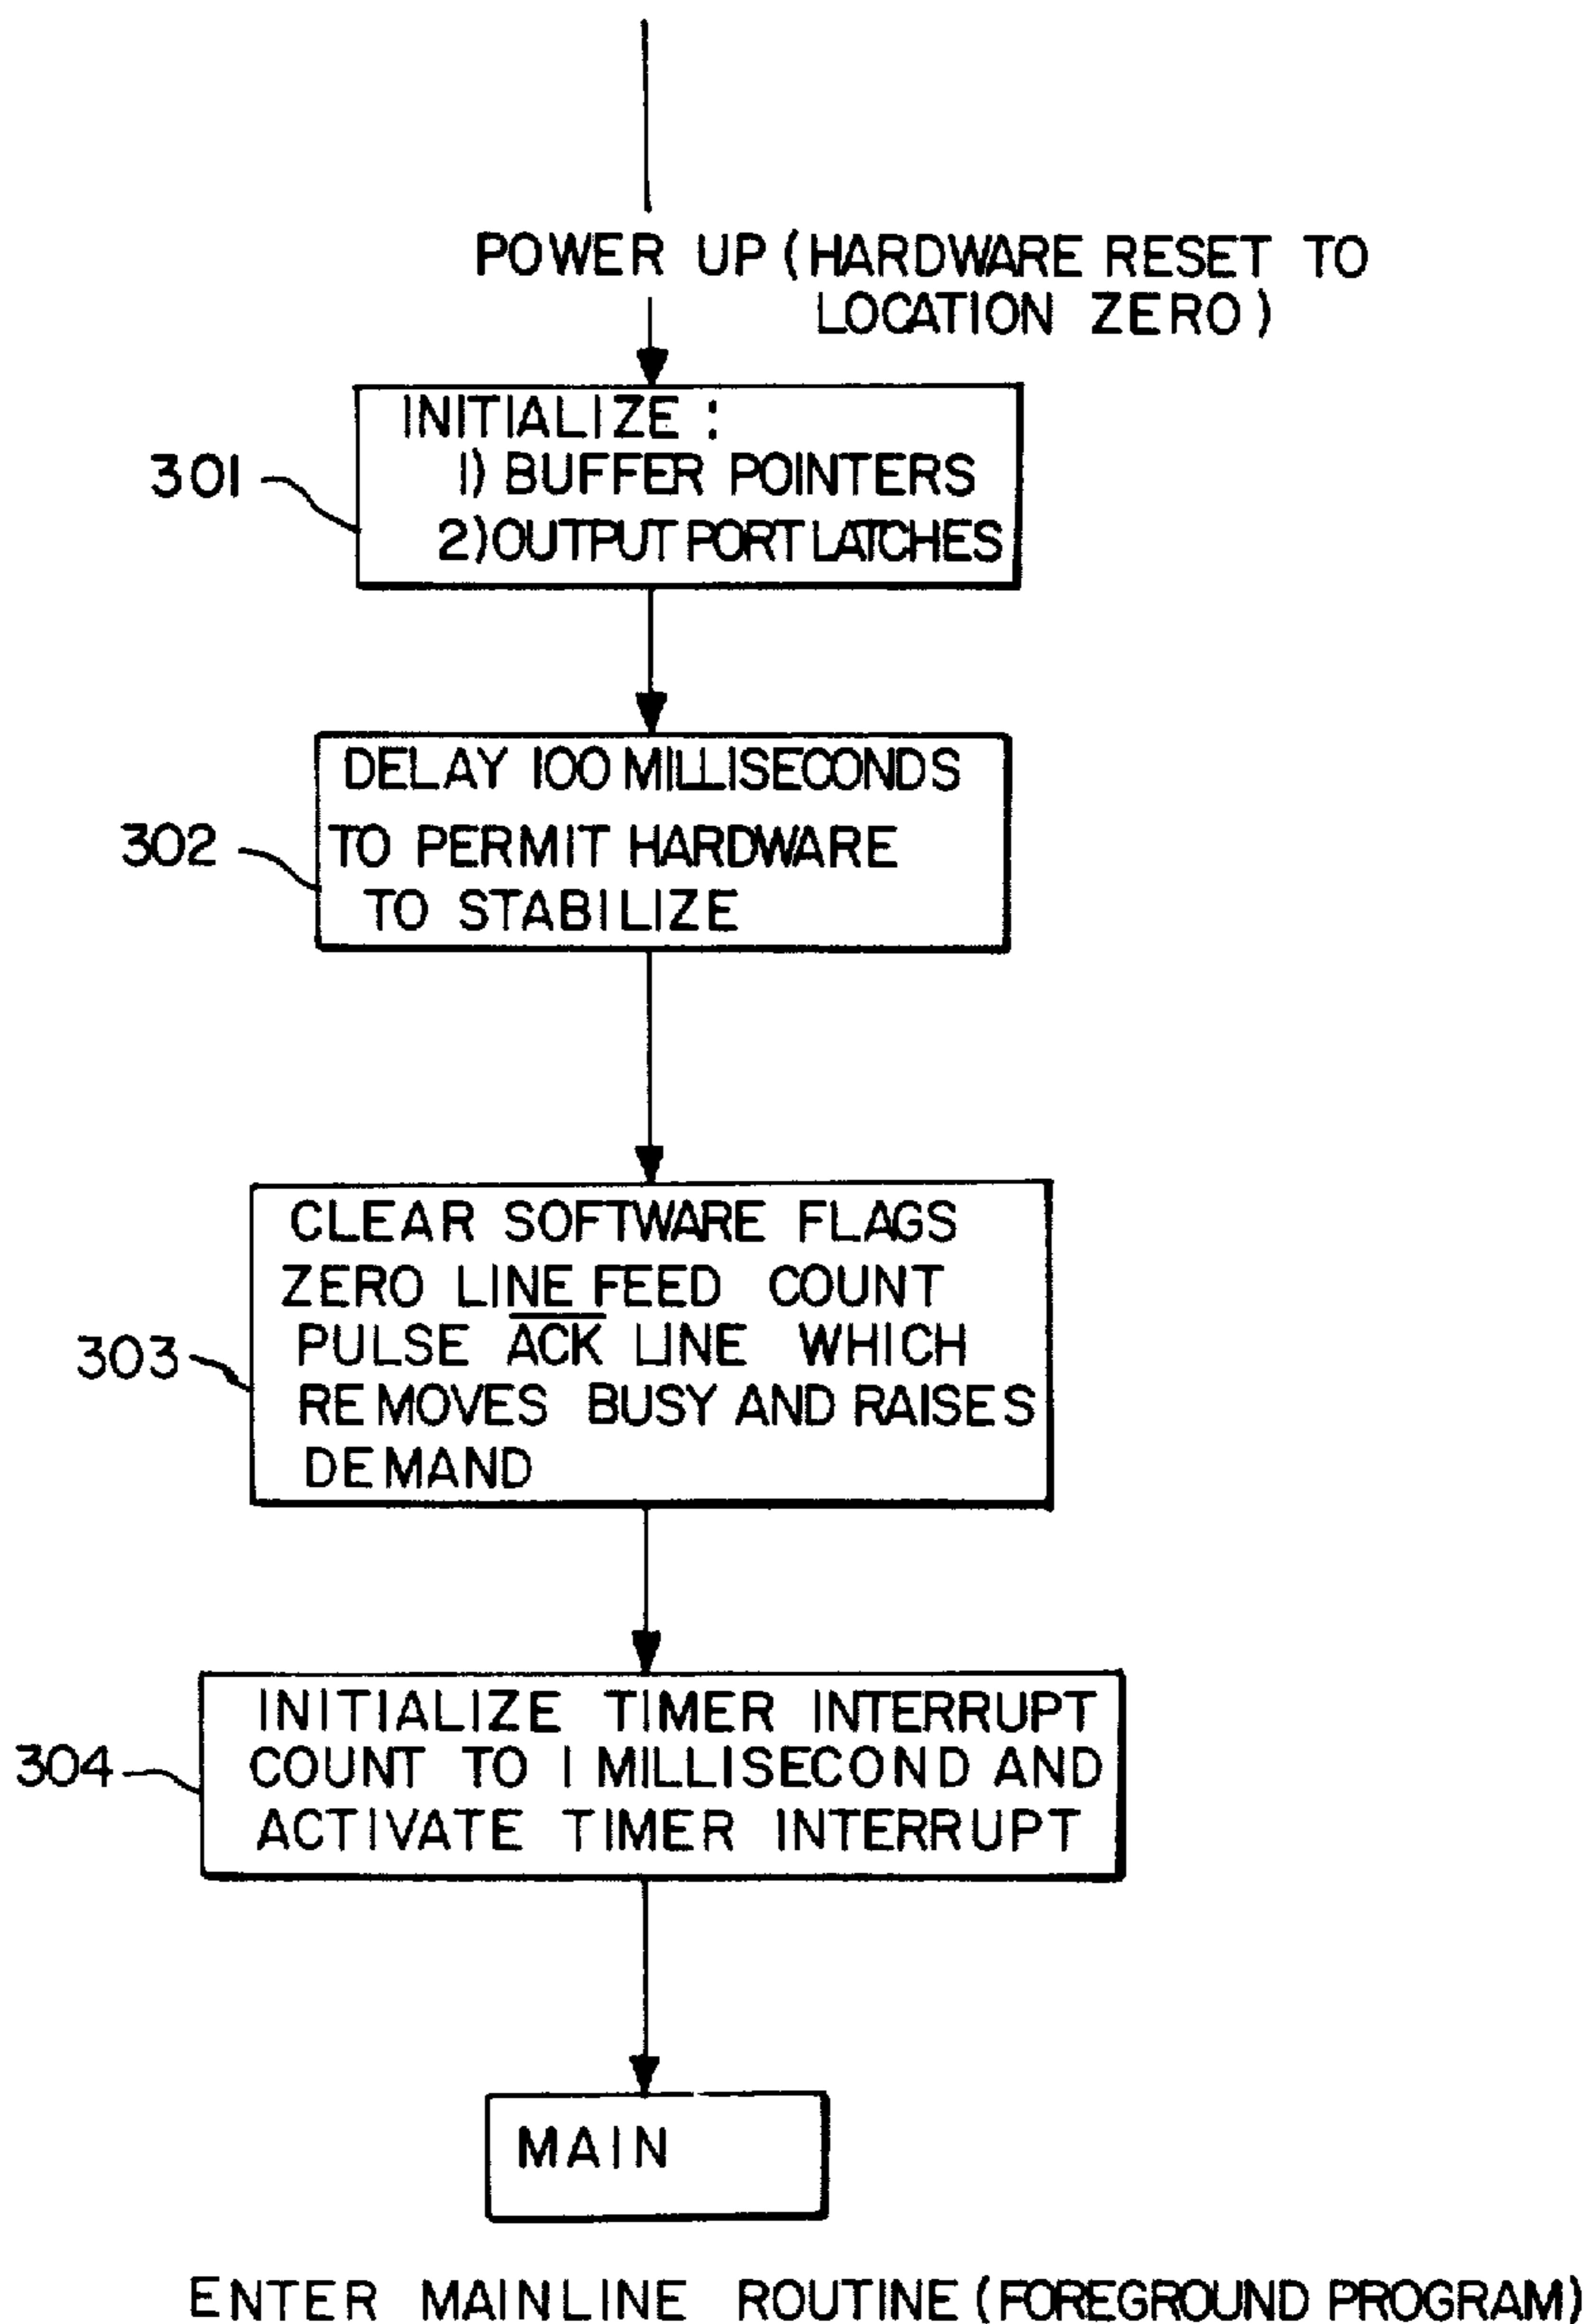 POWER UP (HARDWARE RESET TO
LOCATION ZERO)
INITIALIZE :
1) BUFFER POINTERS
301
2) OUTPUT PORT LATCHES
DELAY 100 MILLISECONDS
302
TO PERMIT HARDWARE
TO STABILIZE
CLEAR SOFTWARE FLAGS
ZERO LINE FEED COUNT
303
PULSE A̅C̅K̅ LINE WHICH
REMOVES BUSY AND RAISES
DEMAND
INITIALIZE TIMER INTERRUPT
304
COUNT TO 1 MILLISECOND AND
ACTIVATE TIMER INTERRUPT
MAIN
ENTER MAINLINE ROUTINE (FOREGROUND PROGRAM)